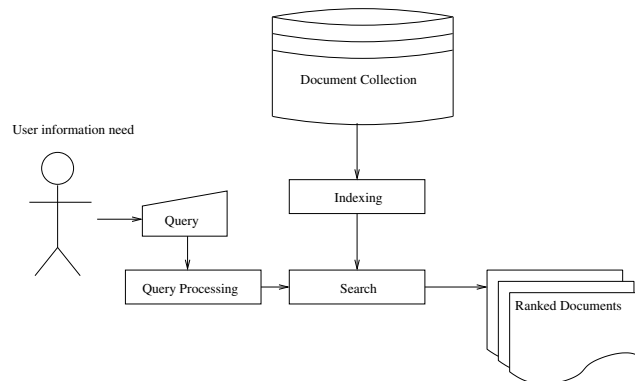 Document Collection
User information need
Indexing
Query
Query Processing
Search
Ranked Documents